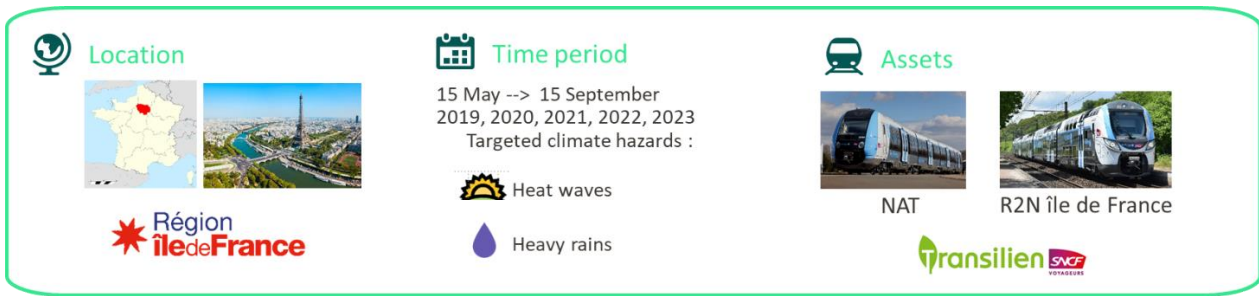 Location
Région
îledeFrance
Time period
15 May --> 15 September
2019, 2020, 2021, 2022, 2023
Targeted climate hazards :
Heat waves
Heavy rains
Assets
NAT
R2N île de France
Transilien SNCF
VOYAGEURS